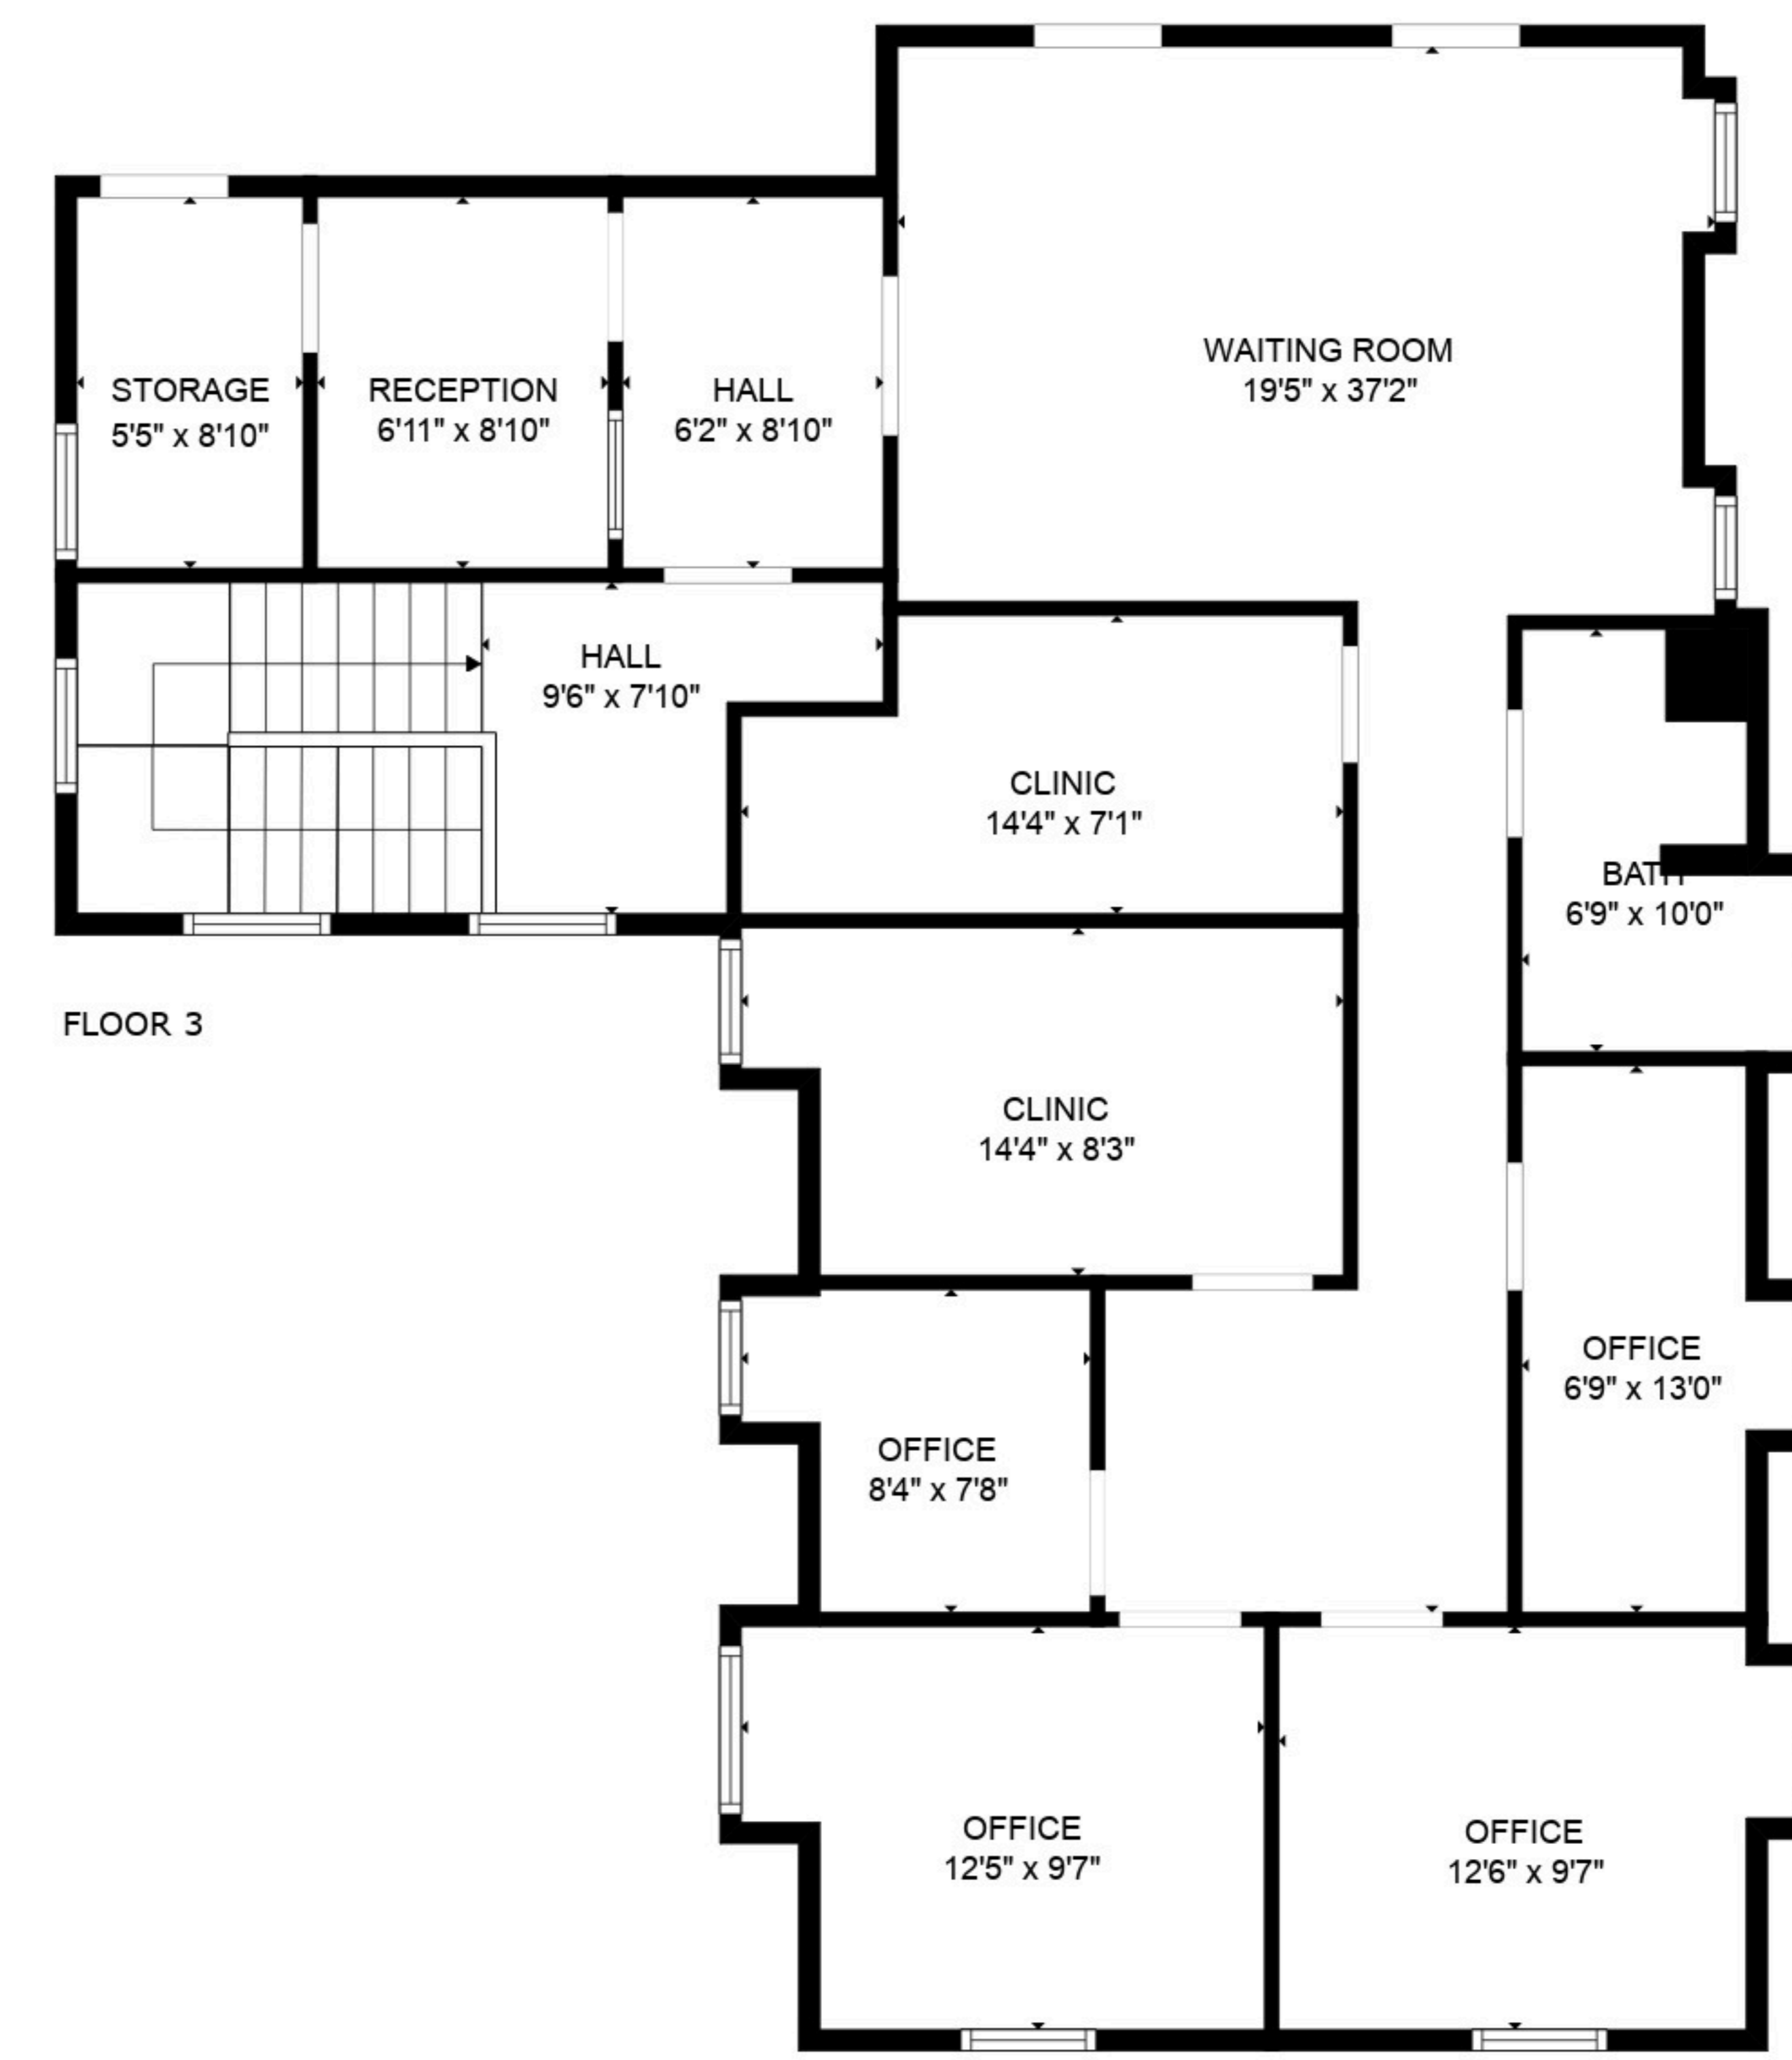 WAITING ROOM
19'5" x 37'2"
STORAGE
5'5" x 8'10"
RECEPTION
6'11" x 8'10"
HALL
6'2" x 8'10"
HALL
9'6" x 7'10"
CLINIC
14'4" x 7'1"
BATH
6'9" x 10'0"
FLOOR 3
CLINIC
14'4" x 8'3"
OFFICE
6'9" x 13'0"
OFFICE
8'4" x 7'8"
OFFICE
12'5" x 9'7"
OFFICE
12'6" x 9'7"